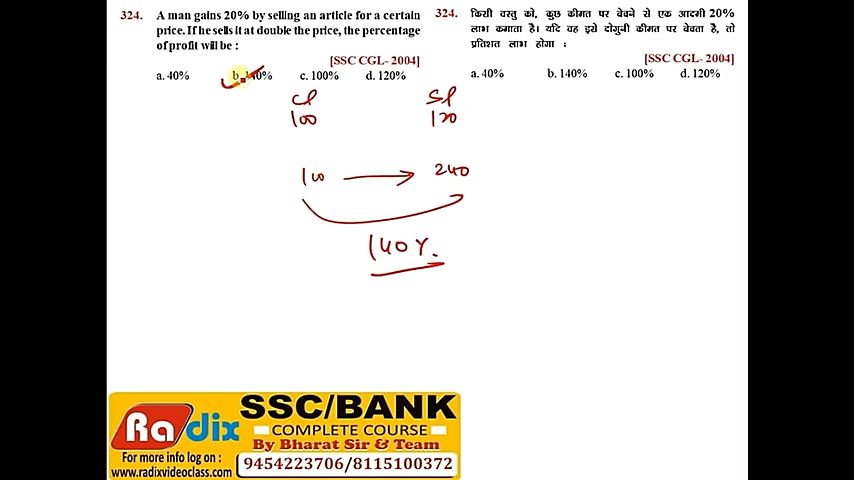 324. A man gains 20% by selling an article for a certain
price. If he sells it at double the price, the percentage
of profit will be :
[SSC CGL- 2004]
a. 40% b. 140% c. 100% d. 120%
324. किसी वस्तु को, कुछ कीमत पर बेचने से एक आदमी 20%
लाभ कमाता है। यदि वह इसे दोगुनी कीमत पर बेचता है, तो
प्रतिशत लाभ होगा :
[SSC CGL- 2004]
a. 40% b. 140% c. 100% d. 120%
CP SP
100 120
100 240
140%
Radix
For more info log on :
www.radixvideoclass.com
SSC/BANK
COMPLETE COURSE
By Bharat Sir & Team
9454223706/8115100372